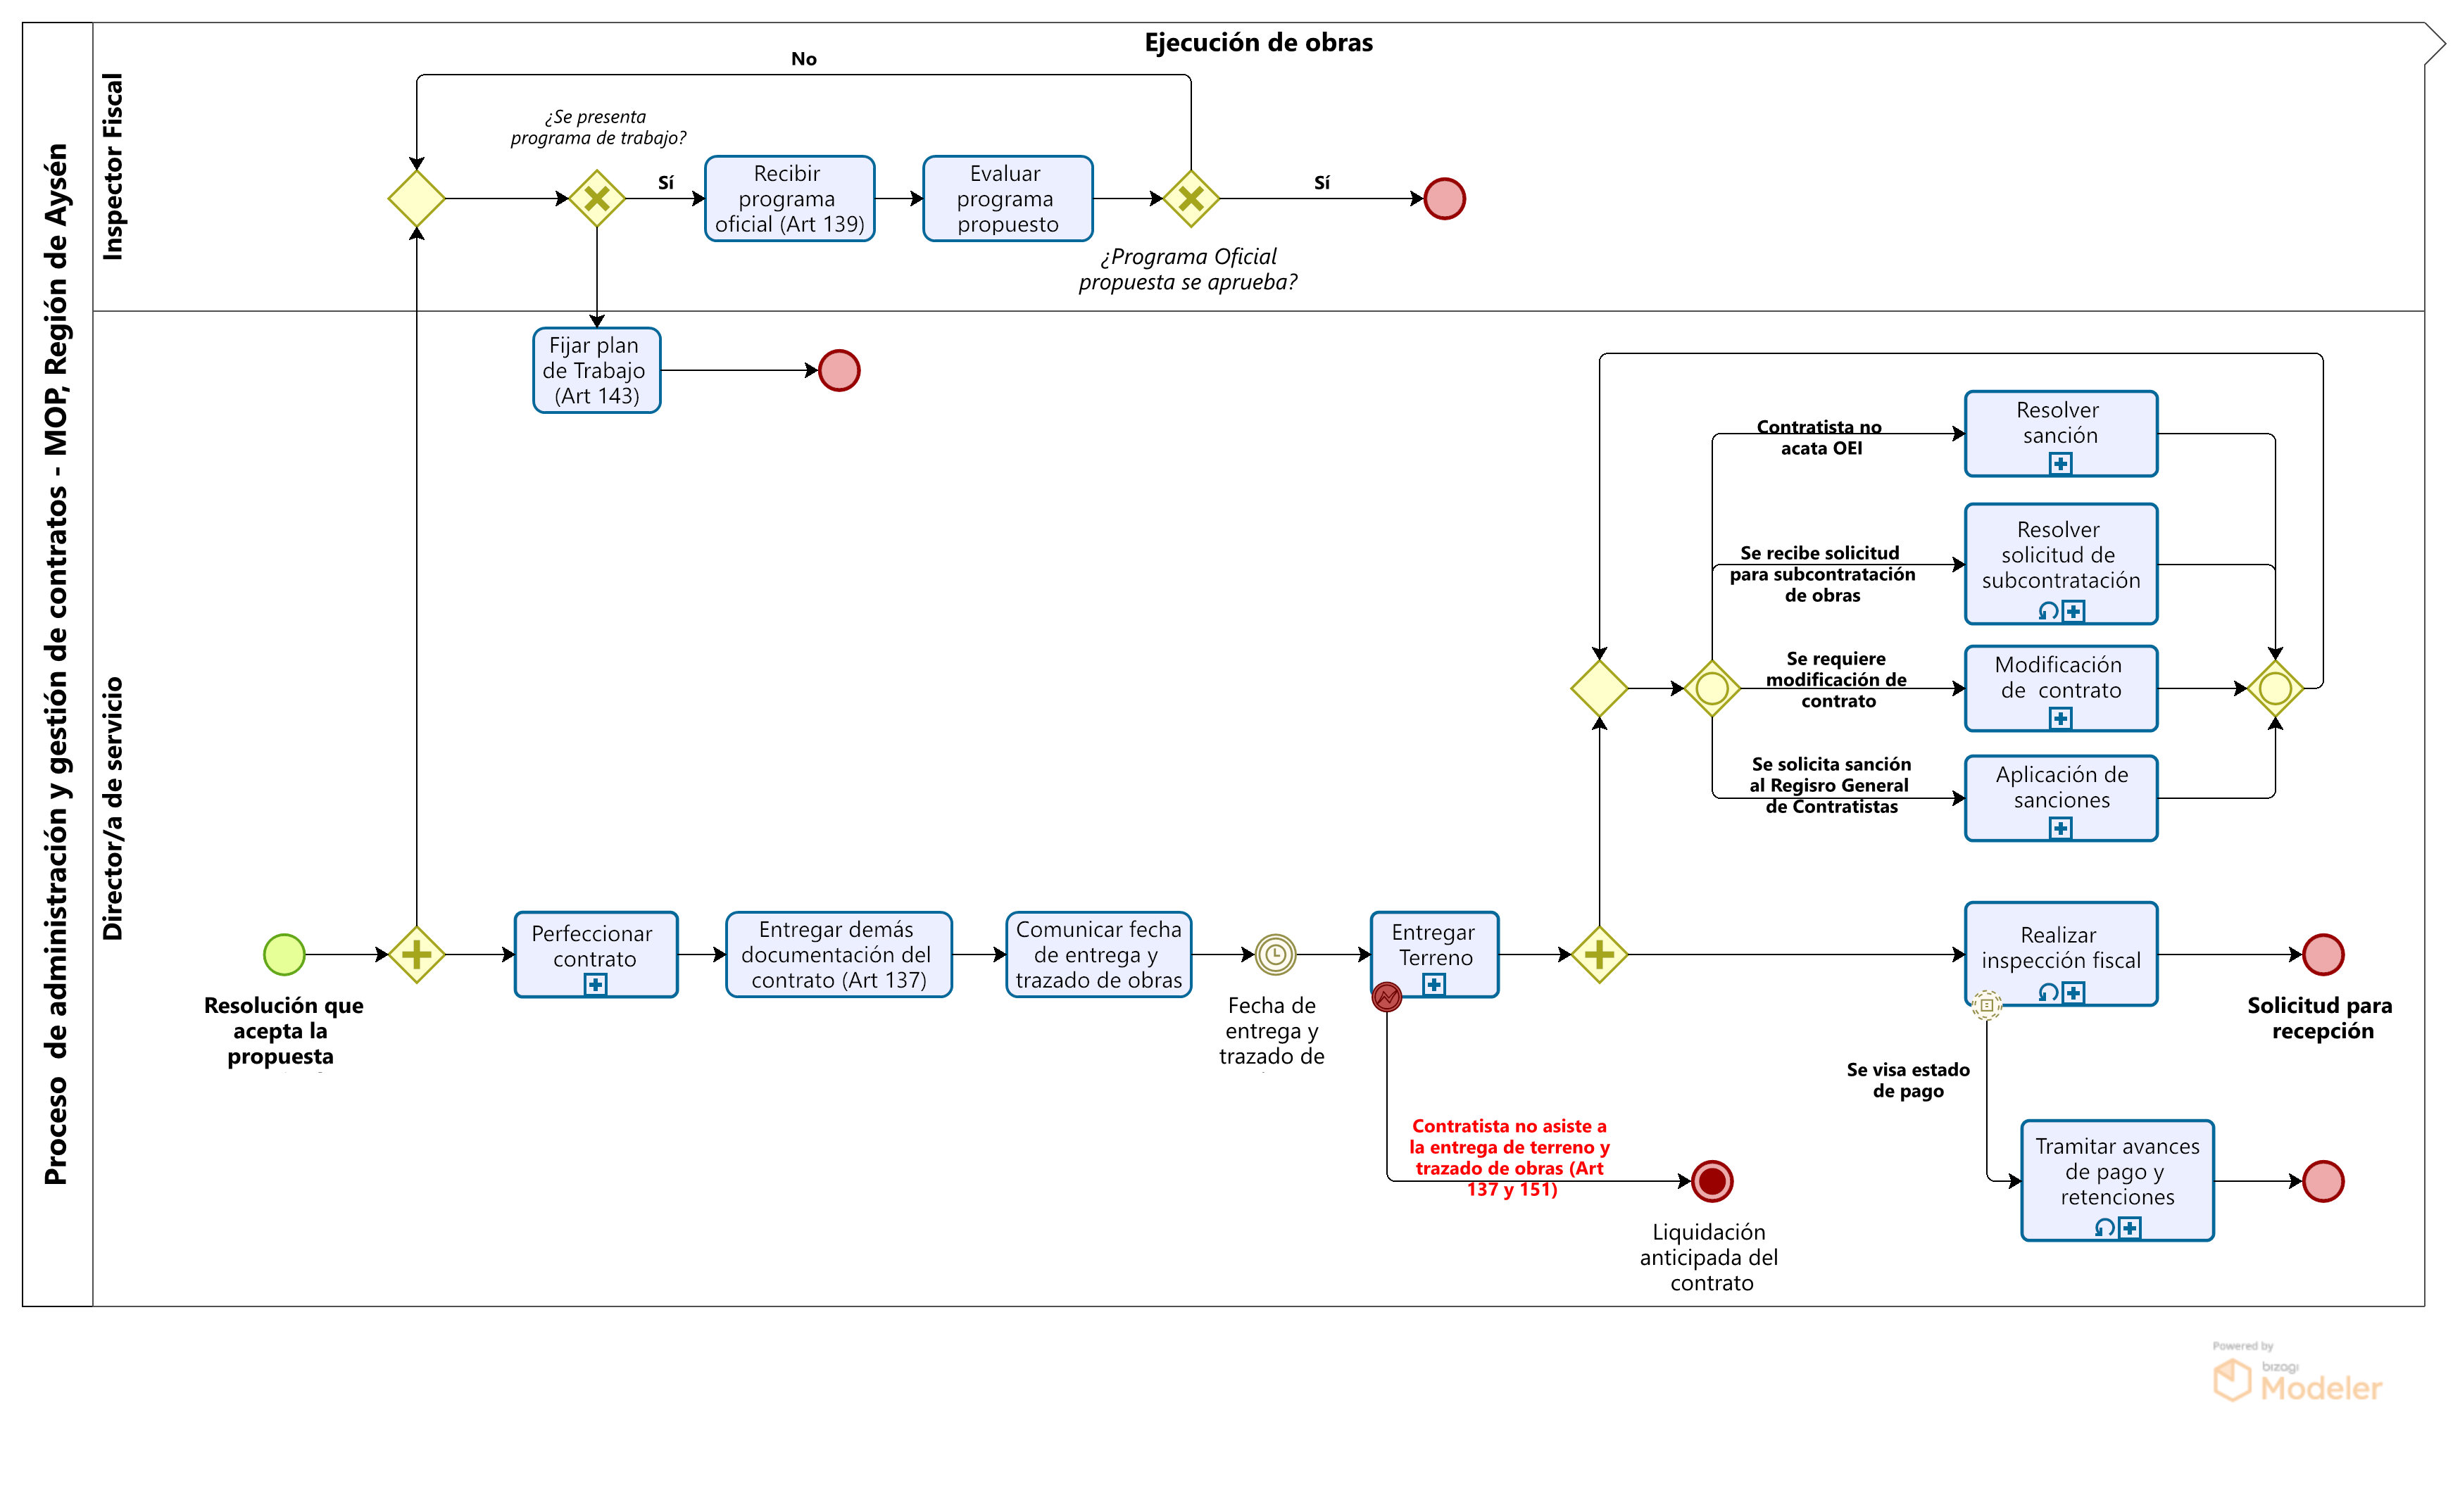 Proceso  de administración y gestión de contratos - MOP, Región de Aysén
Ejecución de obras
Inspector Fiscal
No
¿Se presenta
programa de trabajo?
Sí
Recibir
programa
oficial (Art 139)
Evaluar
programa
propuesto
Sí
¿Programa Oficial
propuesta se aprueba?
Director/a de servicio
Fijar plan
de Trabajo
(Art 143)
Contratista no
acata OEI
Resolver
sanción
Se recibe solicitud
para subcontratación
de obras
Resolver
solicitud de
subcontratación
Se requiere
modificación de
contrato
Modificación
de  contrato
Se solicita sanción
al Regisro General
de Contratistas
Aplicación de
sanciones
Resolución que
acepta la
propuesta
Perfeccionar
contrato
Entregar demás
documentación del
contrato (Art 137)
Comunicar fecha
de entrega y
trazado de obras
Fecha de
entrega y
trazado de
Entregar
Terreno
Realizar
inspección fiscal
Solicitud para
recepción
Se visa estado
de pago
Contratista no asiste a
la entrega de terreno y
trazado de obras (Art
137 y 151)
Liquidación
anticipada del
contrato
Tramitar avances
de pago y
retenciones
Powered by
bizagi
Modeler